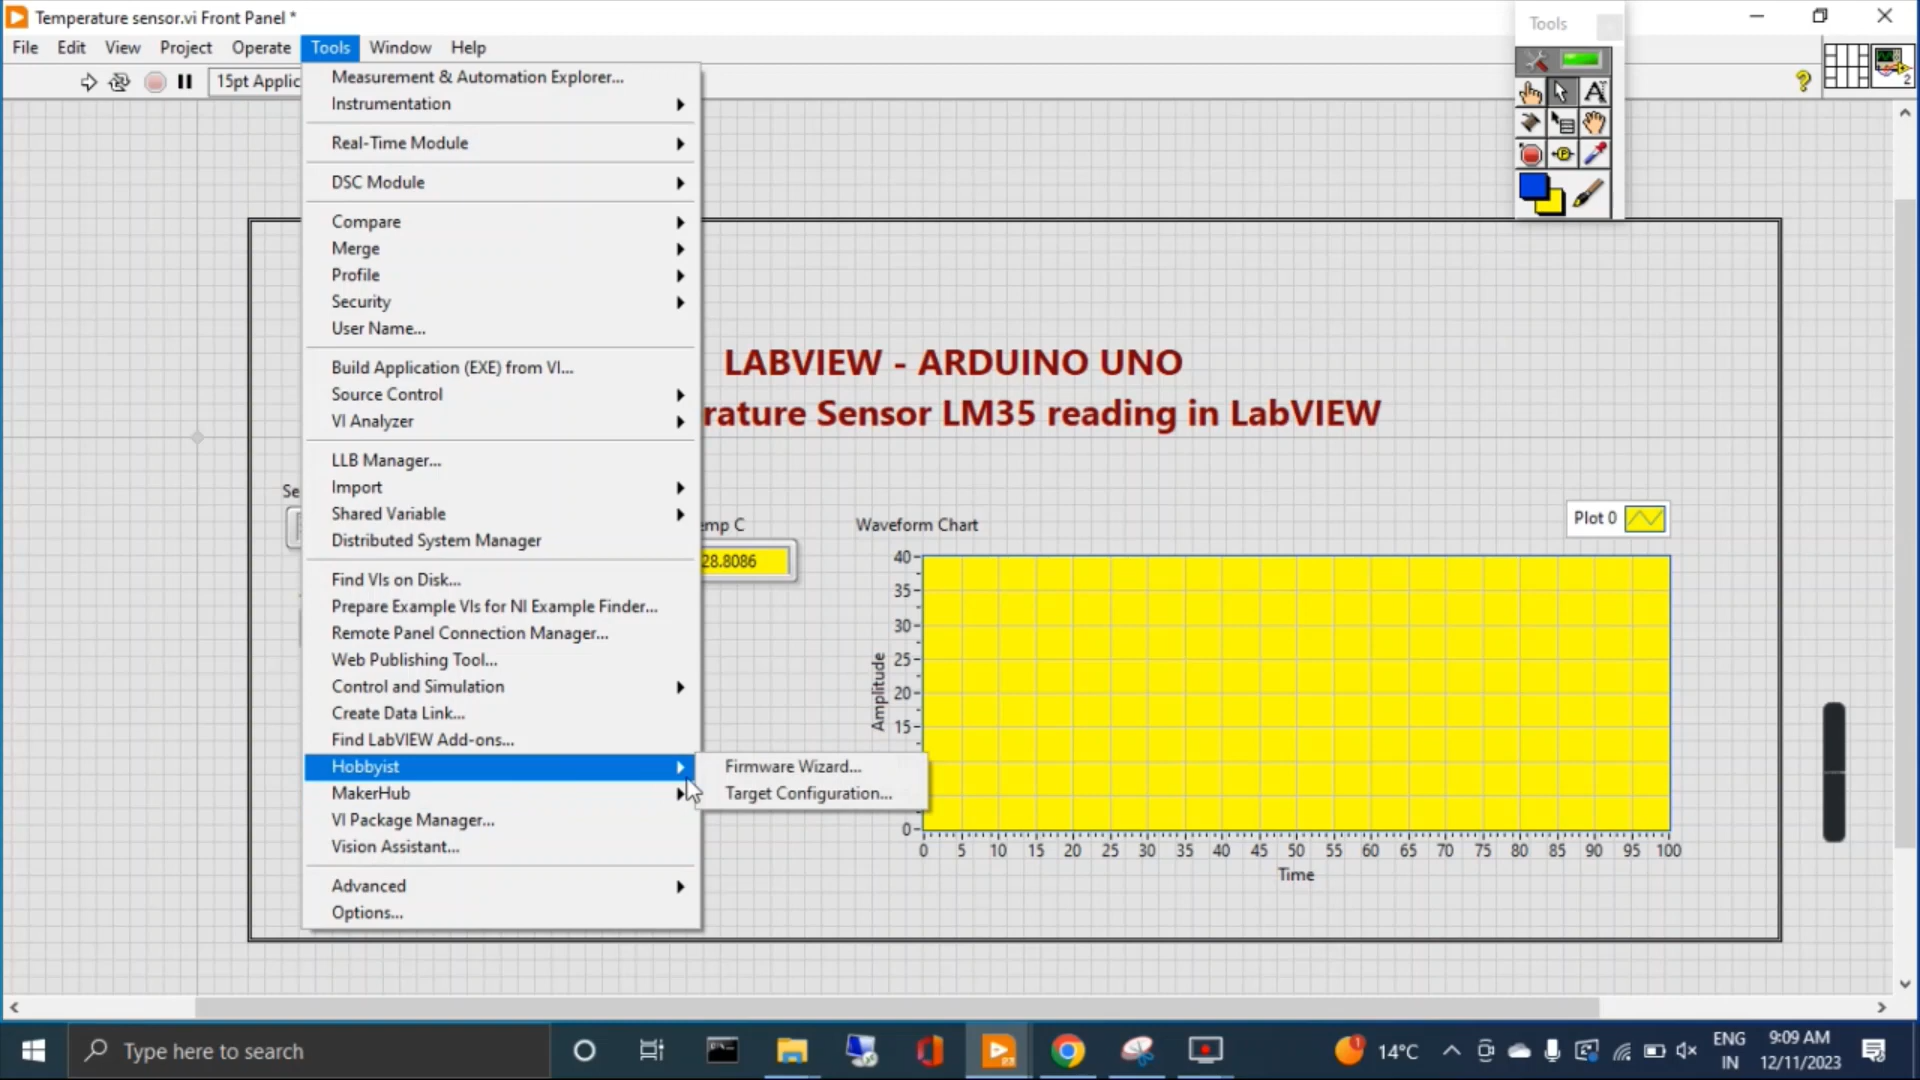 Temperature sensor.vi Front Panel *
File Edit View Project Operate Tools Window Help
15pt Applic
Tools
Measurement & Automation Explorer...
Instrumentation
Real-Time Module
DSC Module
Compare
Merge
Profile
Security
User Name...
Build Application (EXE) from VI...
Source Control
VI Analyzer
LLB Manager...
Import
Shared Variable
Distributed System Manager
Find VIs on Disk...
Prepare Example VIs for NI Example Finder...
Remote Panel Connection Manager...
Web Publishing Tool...
Control and Simulation
Create Data Link...
Find LabVIEW Add-ons...
Hobbyist
MakerHub
VI Package Manager...
Vision Assistant...
Advanced
Options...
Firmware Wizard...
Target Configuration...
LABVIEW - ARDUINO UNO
rature Sensor LM35 reading in LabVIEW
Se
emp C
28.8086
Waveform Chart
Plot 0
40
35
30
25
20
15
0
Amplitude
0 5 10 15 20 25 30 35 40 45 50 55 60 65 70 75 80 85 90 95 100
Time
Type here to search
14°C
ENG
IN
9:09 AM
12/11/2023